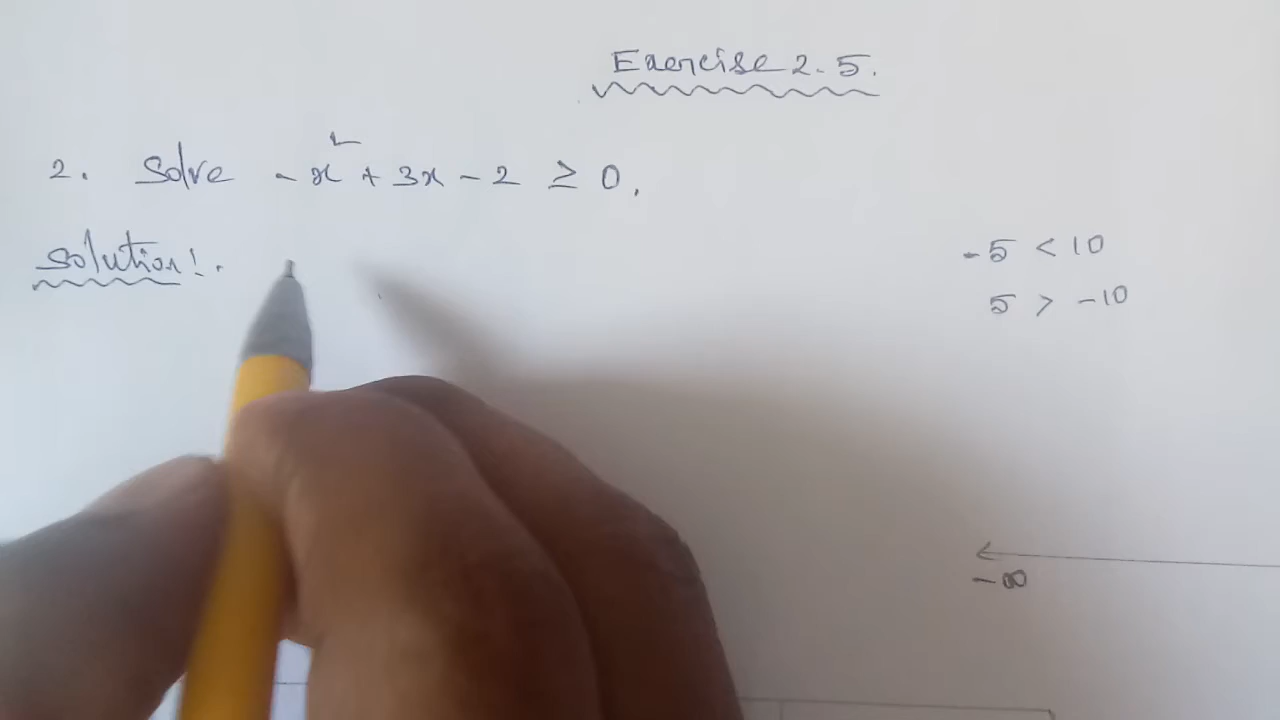 Exercise 2.5.
2. Solve -x² + 3x - 2 ≥ 0.
Solution:.
-5 < 10
5 > -10
-∞